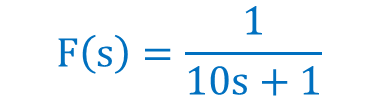 F(s) = 1 / (10s + 1)